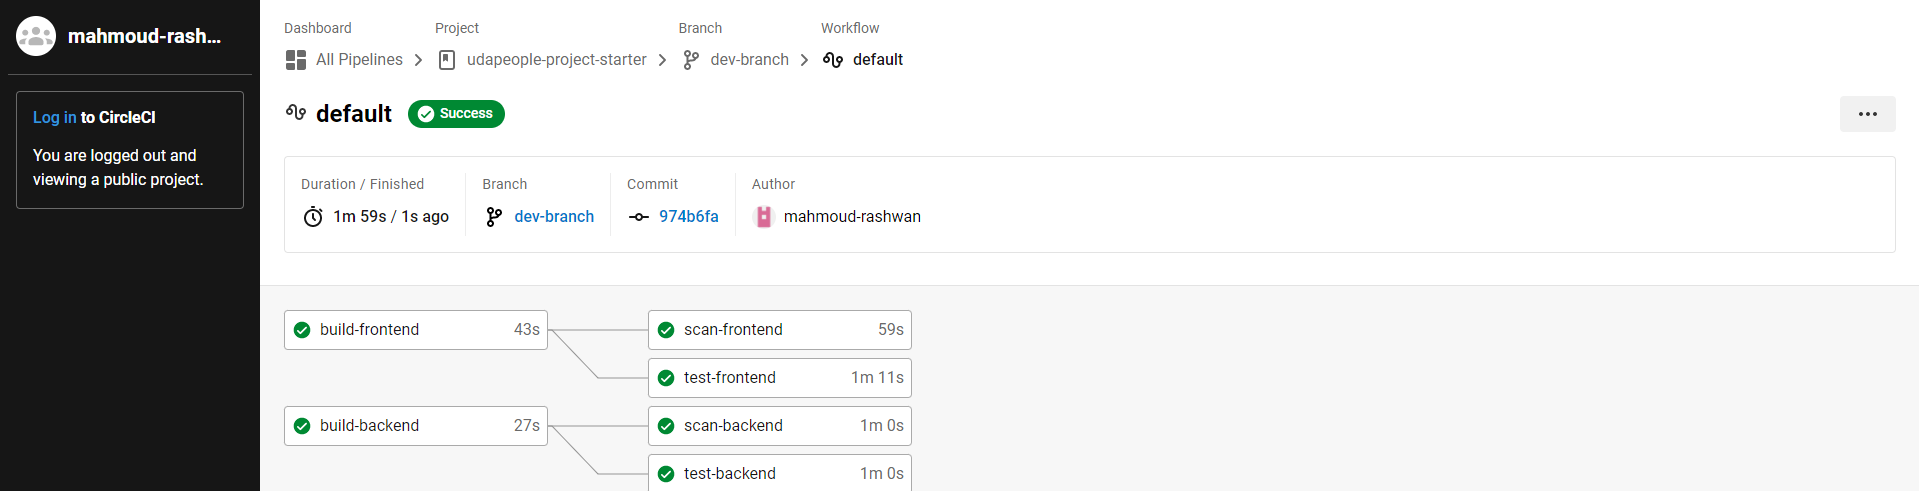 mahmoud-rash...
Log in to CircleCI
You are logged out and
viewing a public project.
Dashboard Project Branch Workflow
All Pipelines udapeople-project-starter dev-branch default
default Success
Duration / Finished Branch Commit Author
1m 59s / 1s ago dev-branch 974b6fa mahmoud-rashwan
build-frontend 43s scan-frontend 59s
test-frontend 1m 11s
build-backend 27s scan-backend 1m 0s
test-backend 1m 0s